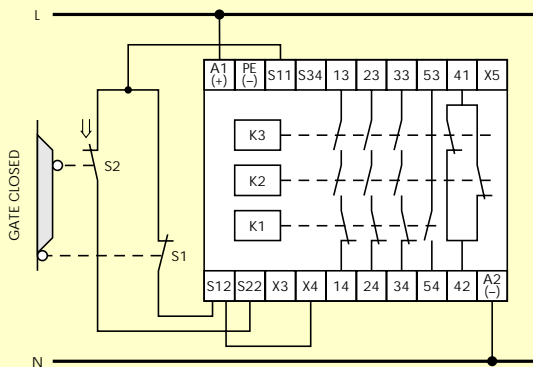 L
A1 (+) PE (–) S11 S34 13 23 33 53 41 X5
K3
K2
K1
GATE CLOSED
S2
S1
S12 S22 X3 X4 14 24 34 54 42 A2 (–)
N